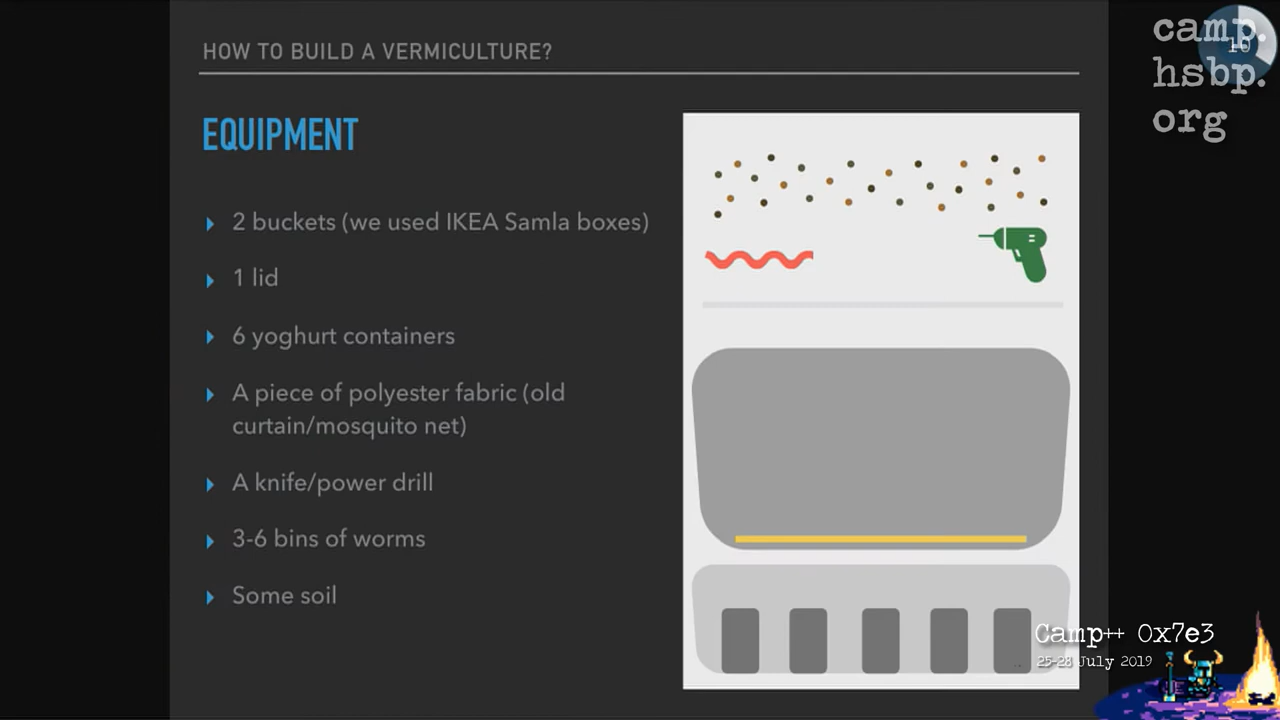 HOW TO BUILD A VERMICULTURE?
EQUIPMENT
2 buckets (we used IKEA Samla boxes)
1 lid
6 yoghurt containers
A piece of polyester fabric (old
curtain/mosquito net)
A knife/power drill
3-6 bins of worms
Some soil
camp.
hsbp.
org
10
Camp++ 0x7e3
25-28 July 2019